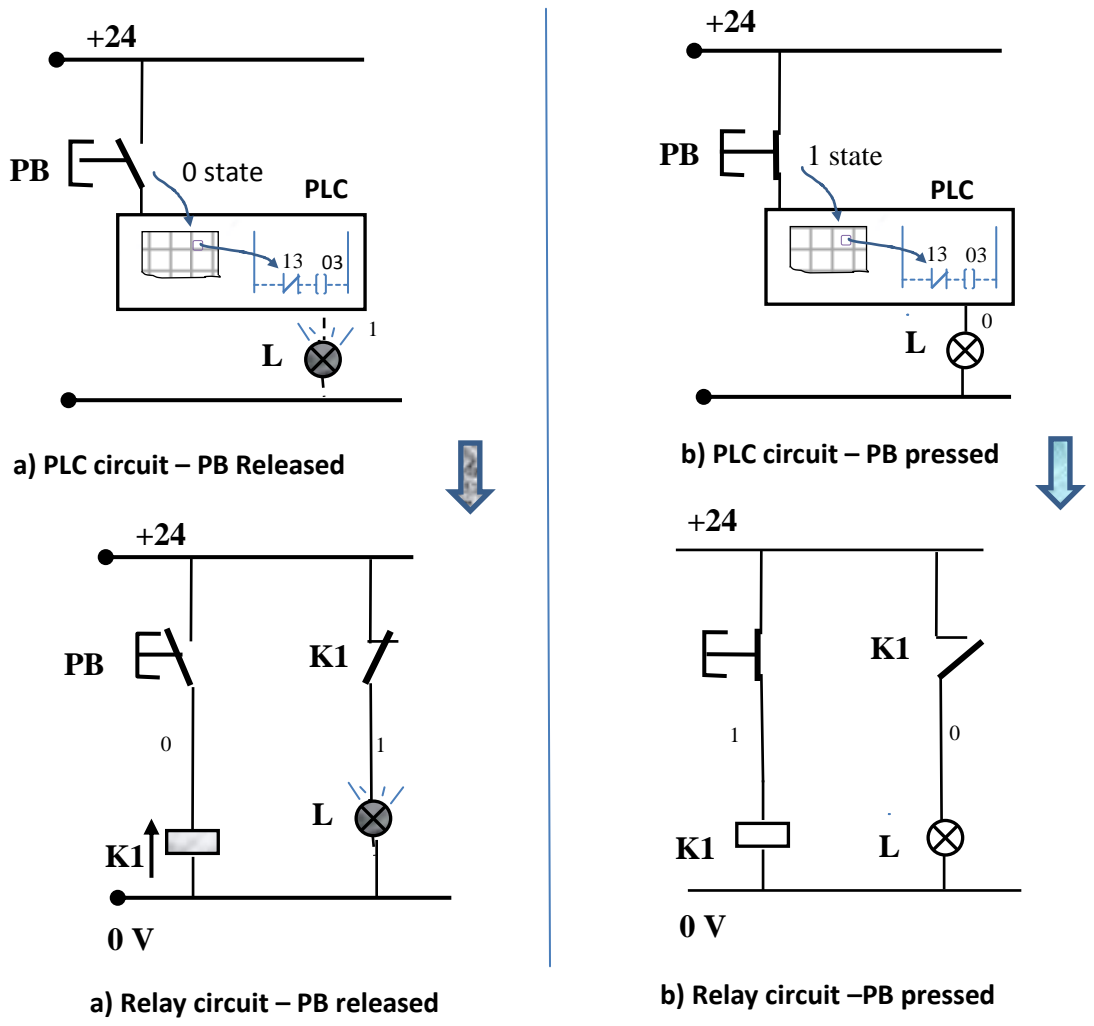 +24
PB
0 state
PLC
13 03
1
L
a) PLC circuit – PB Released
+24
PB
K1
0
1
L
K1
0 V
a) Relay circuit – PB released
+24
PB
1 state
PLC
13 03
0
L
b) PLC circuit – PB pressed
+24
K1
1
0
K1
L
0 V
b) Relay circuit –PB pressed